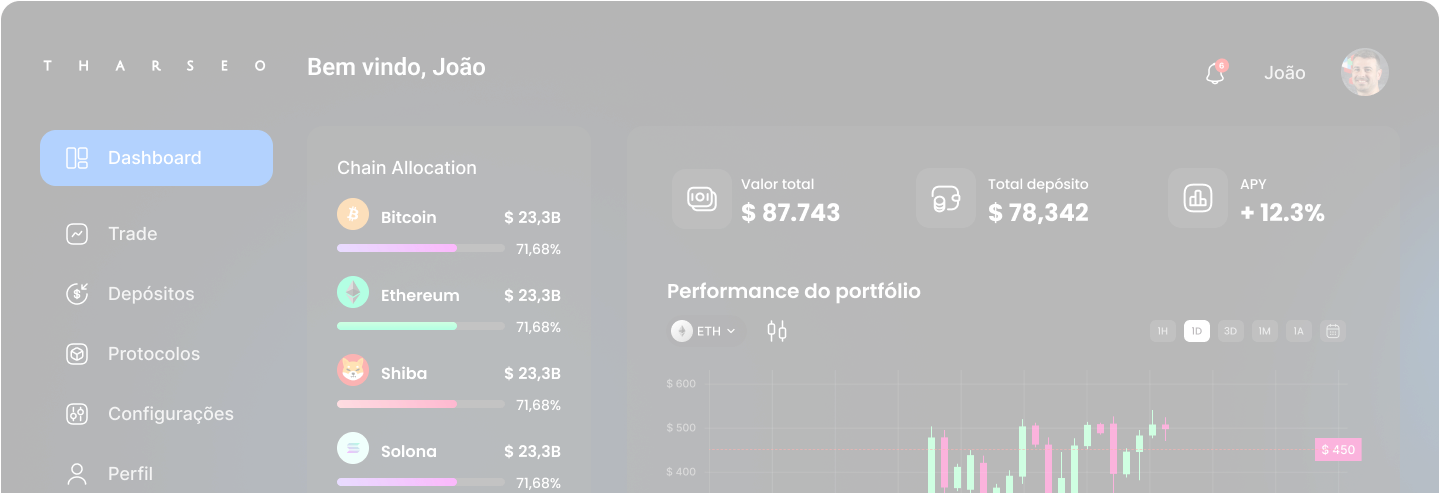 THARSEO
Bem vindo, João
6
João
Dashboard
Trade
Depósitos
Protocolos
Configurações
Perfil
Chain Allocation
Bitcoin $ 23,3B
71,68%
Ethereum $ 23,3B
71,68%
Shiba $ 23,3B
71,68%
Solona $ 23,3B
71,68%
Valor total
$ 87.743
Total depósito
$ 78,342
APY
+ 12.3%
Performance do portfólio
ETH
1H 1D 3D 1M 1A
$ 600
$ 500
$ 400
$ 450